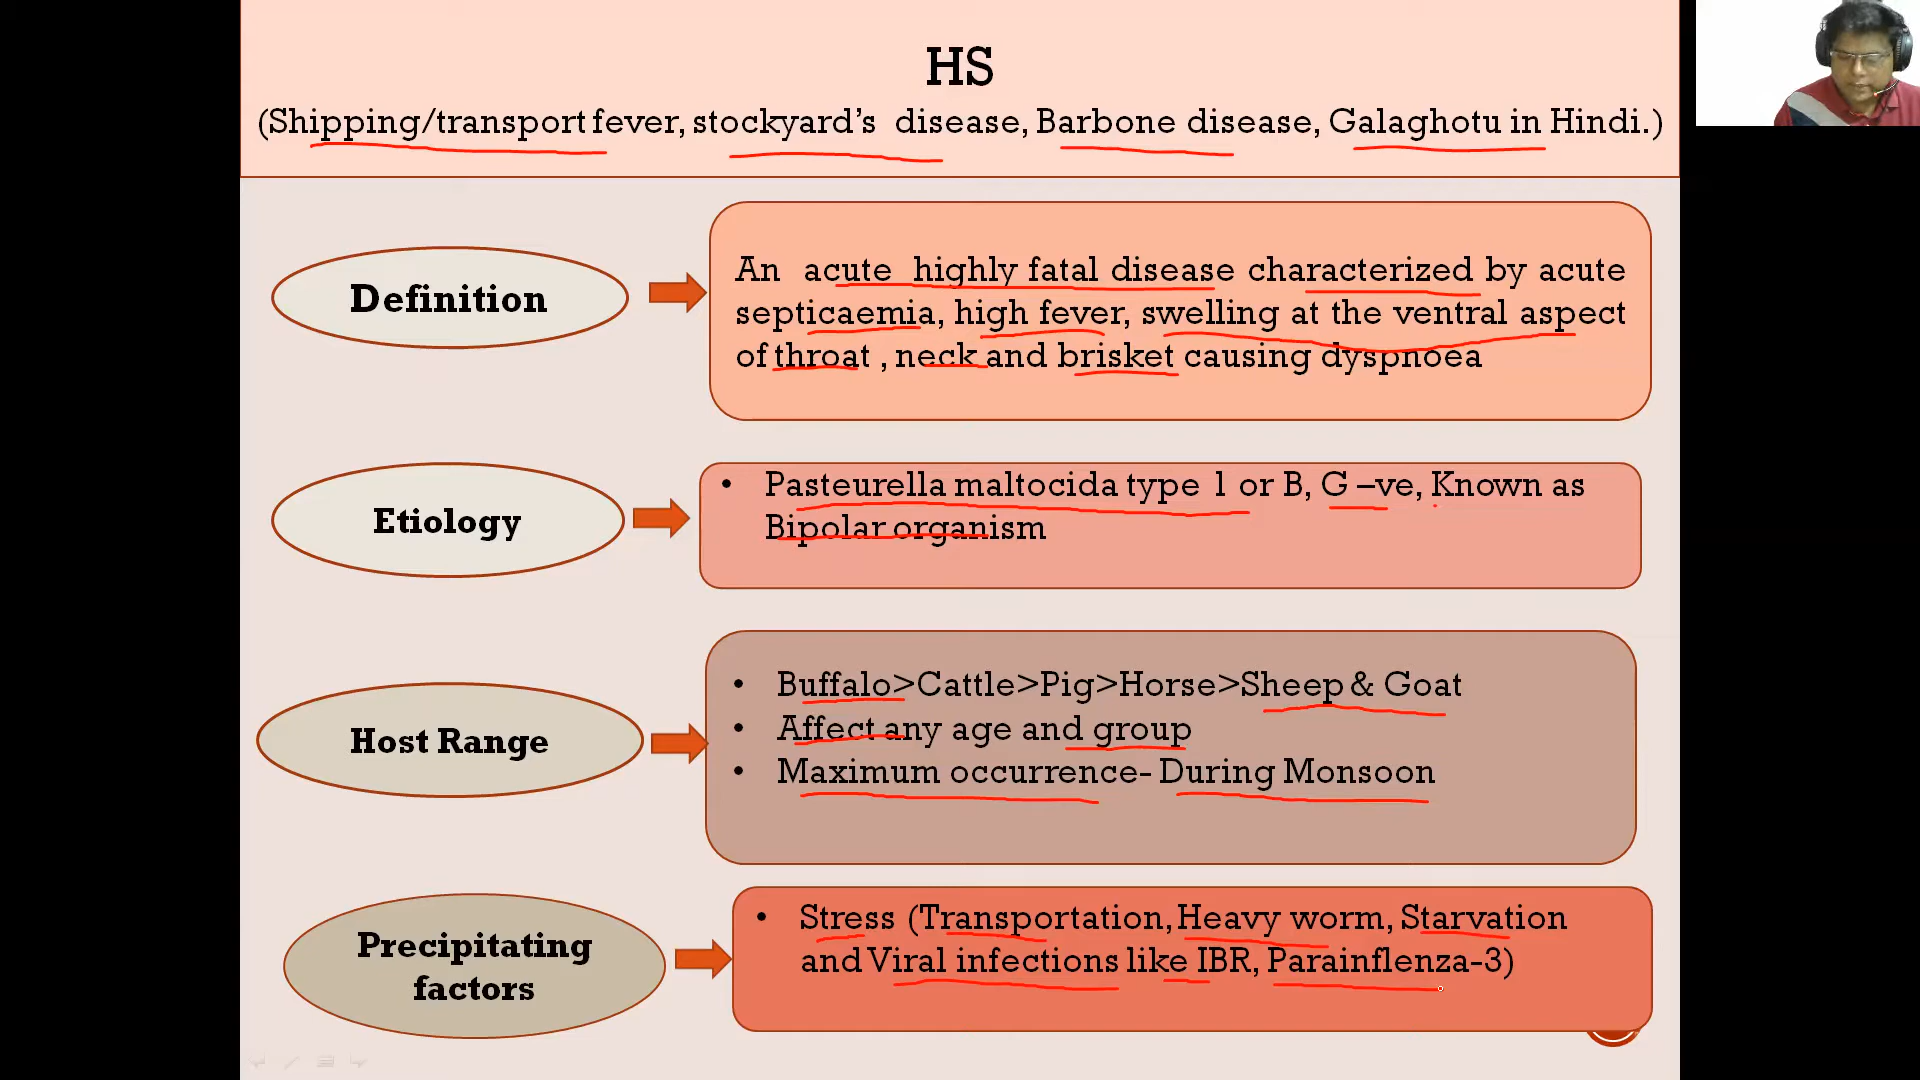 HS
(Shipping/transport fever, stockyard's disease, Barbone disease, Galaghotu in Hindi.)
Definition
An acute highly fatal disease characterized by acute
septicaemia, high fever, swelling at the ventral aspect
of throat , neck and brisket causing dyspnoea
Etiology
• Pasteurella maltocida type 1 or B, G –ve, Known as
Bipolar organism
Host Range
• Buffalo>Cattle>Pig>Horse>Sheep & Goat
• Affect any age and group
• Maximum occurrence- During Monsoon
Precipitating
factors
• Stress (Transportation, Heavy worm, Starvation
and Viral infections like IBR, Parainflenza-3)